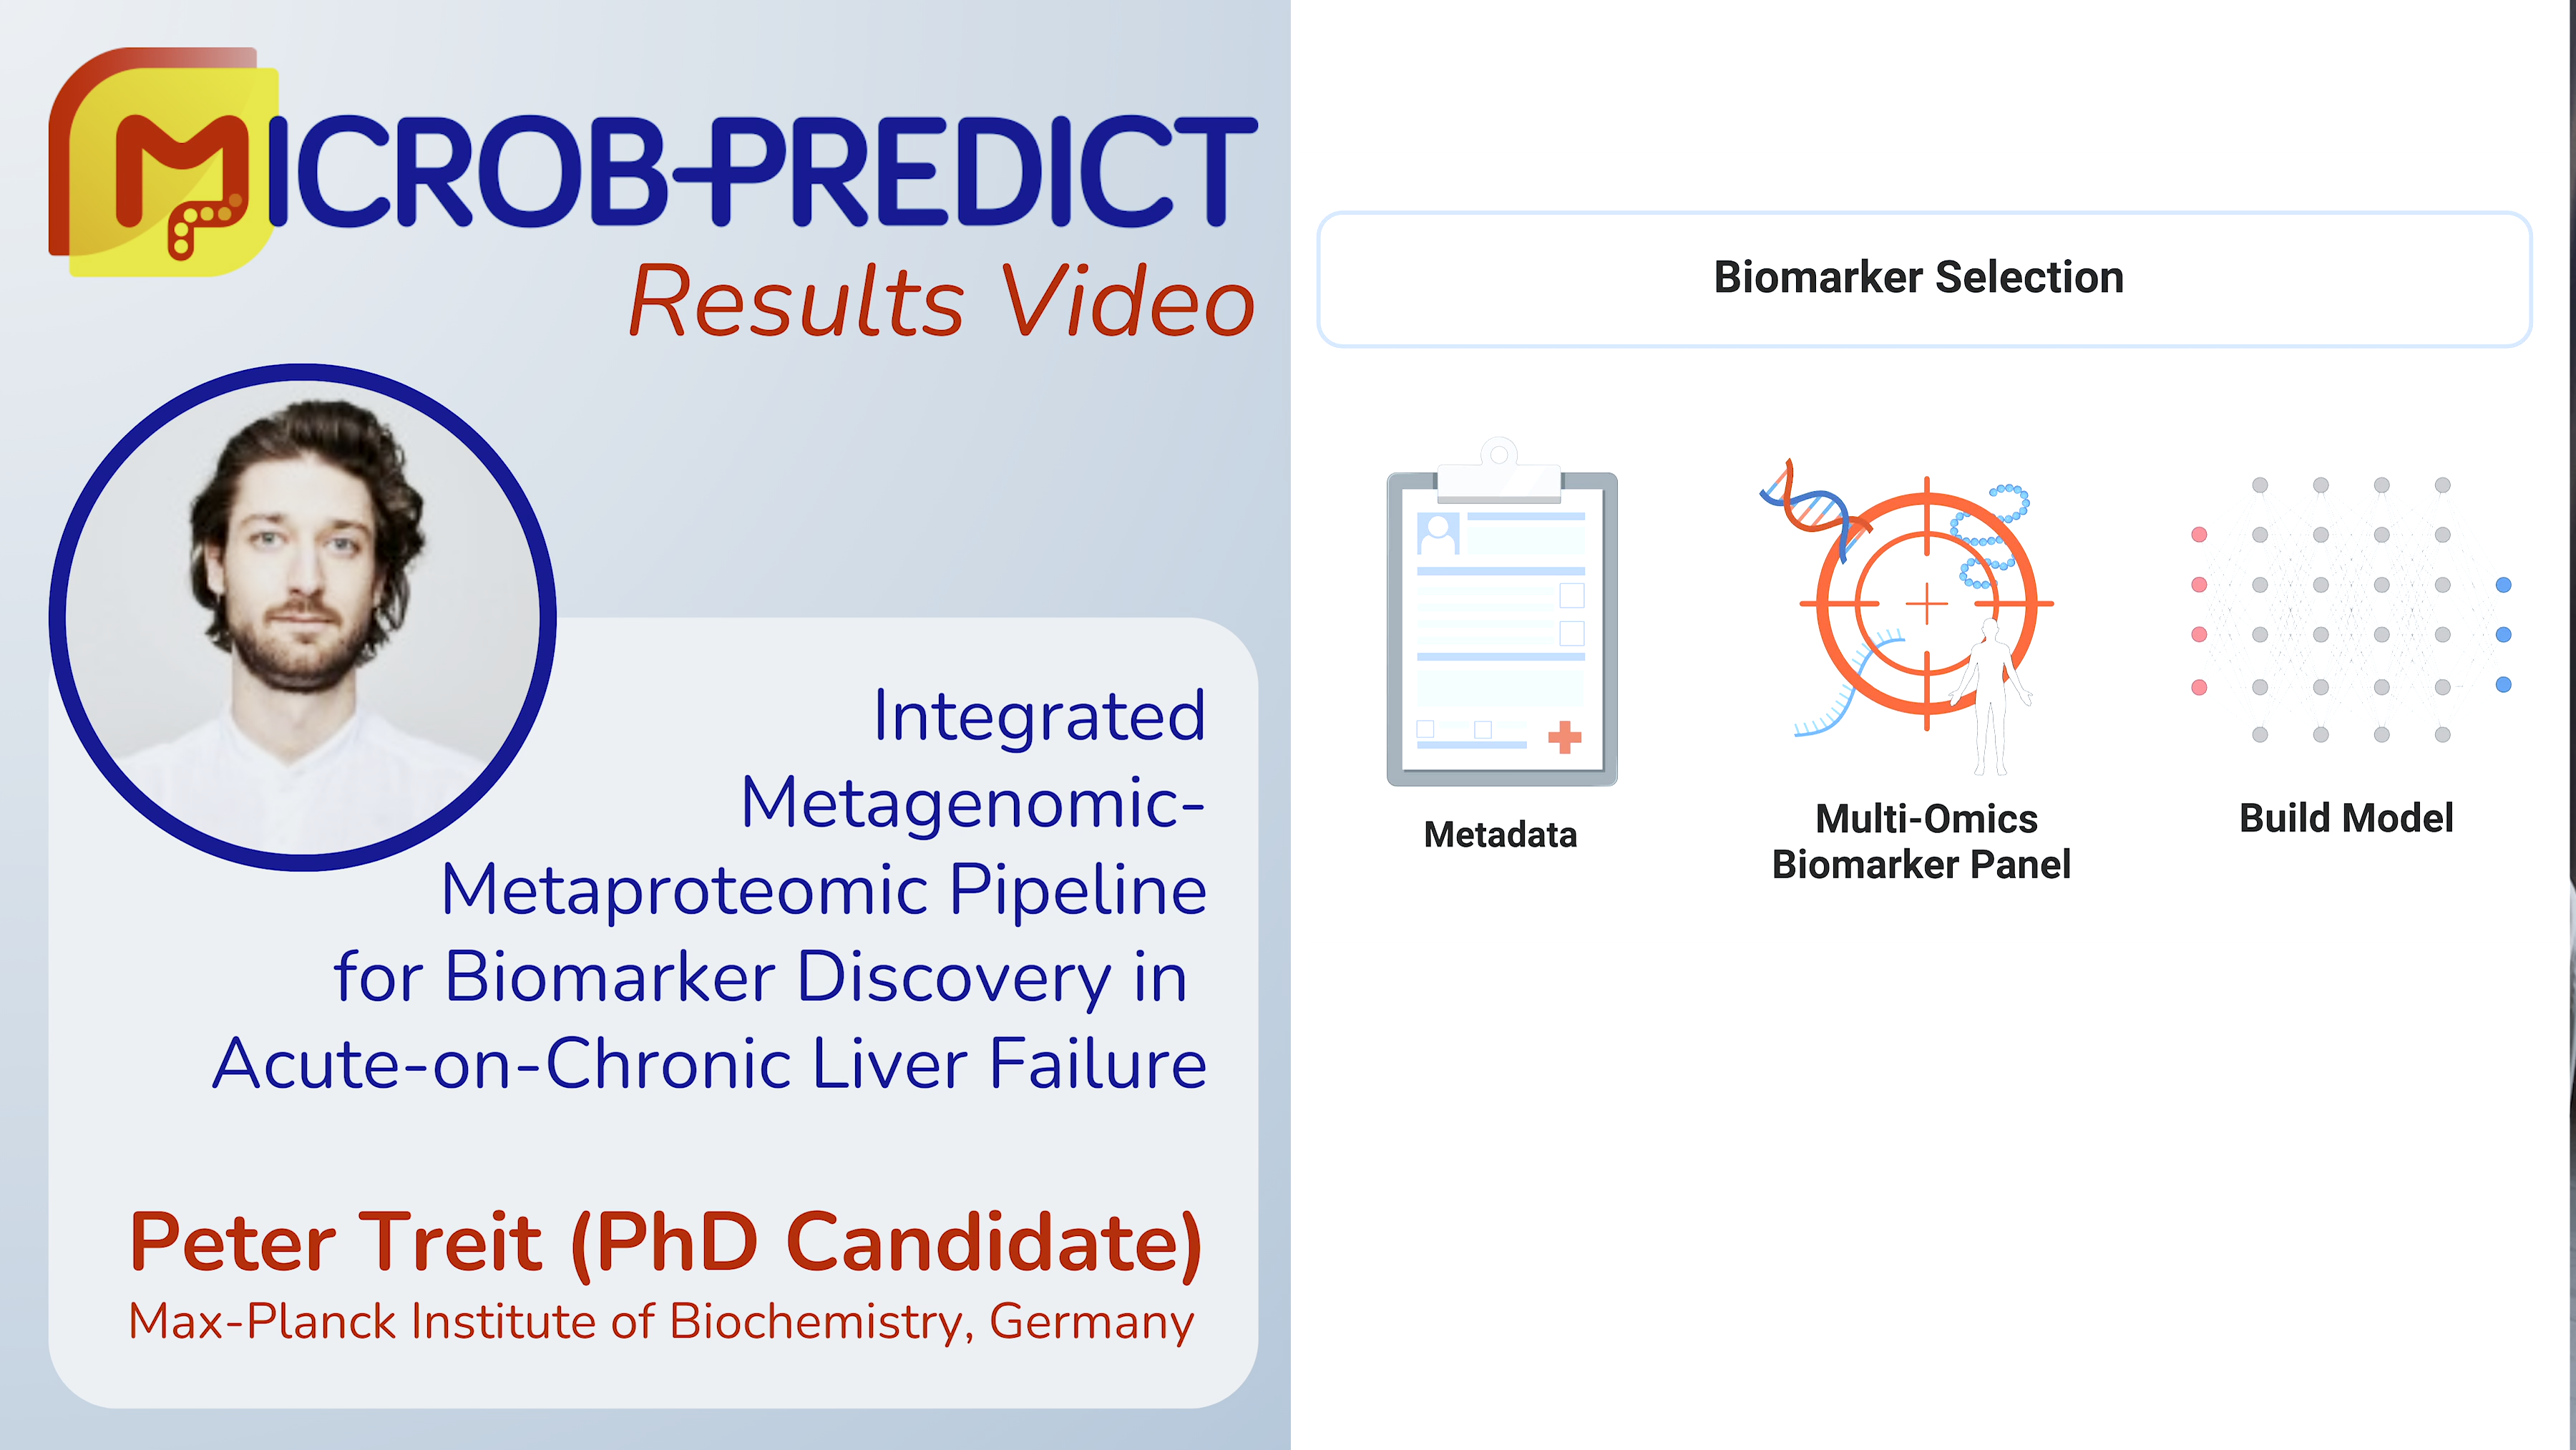 MICROB-PREDICT
Results Video
Integrated
Metagenomic-
Metaproteomic Pipeline
for Biomarker Discovery in
Acute-on-Chronic Liver Failure
Peter Treit (PhD Candidate)
Max-Planck Institute of Biochemistry, Germany
Biomarker Selection
Metadata
Multi-Omics
Biomarker Panel
Build Model